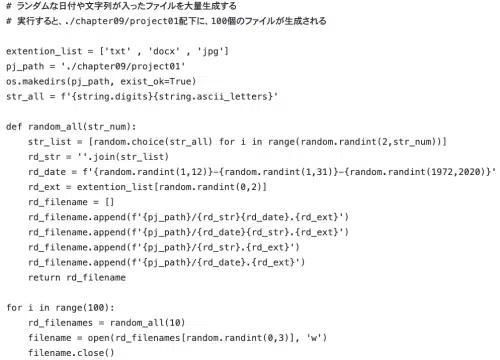 # ランダムな日付や文字列が入ったファイルを大量生成する
# 実行すると、./chapter09/project01配下に、100個のファイルが生成される
extention_list = ['txt' , 'docx' , 'jpg']
pj_path = './chapter09/project01'
os.makedirs(pj_path, exist_ok=True)
str_all = f'{string.digits}{string.ascii_letters}'
def random_all(str_num):
    str_list = [random.choice(str_all) for i in range(random.randint(2,str_num))]
    rd_str = ''.join(str_list)
    rd_date = f'{random.randint(1,12)}-{random.randint(1,31)}-{random.randint(1972,2020)}'
    rd_ext = extention_list[random.randint(0,2)]
    rd_filename = []
    rd_filename.append(f'{pj_path}/{rd_str}{rd_date}.{rd_ext}')
    rd_filename.append(f'{pj_path}/{rd_date}{rd_str}.{rd_ext}')
    rd_filename.append(f'{pj_path}/{rd_str}.{rd_ext}')
    rd_filename.append(f'{pj_path}/{rd_date}.{rd_ext}')
    return rd_filename
for i in range(100):
    rd_filenames = random_all(10)
    filename = open(rd_filenames[random.randint(0,3)], 'w')
    filename.close()